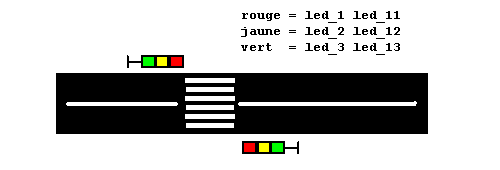 rouge = led_1 led_11
jaune = led_2 led_12
vert = led_3 led_13